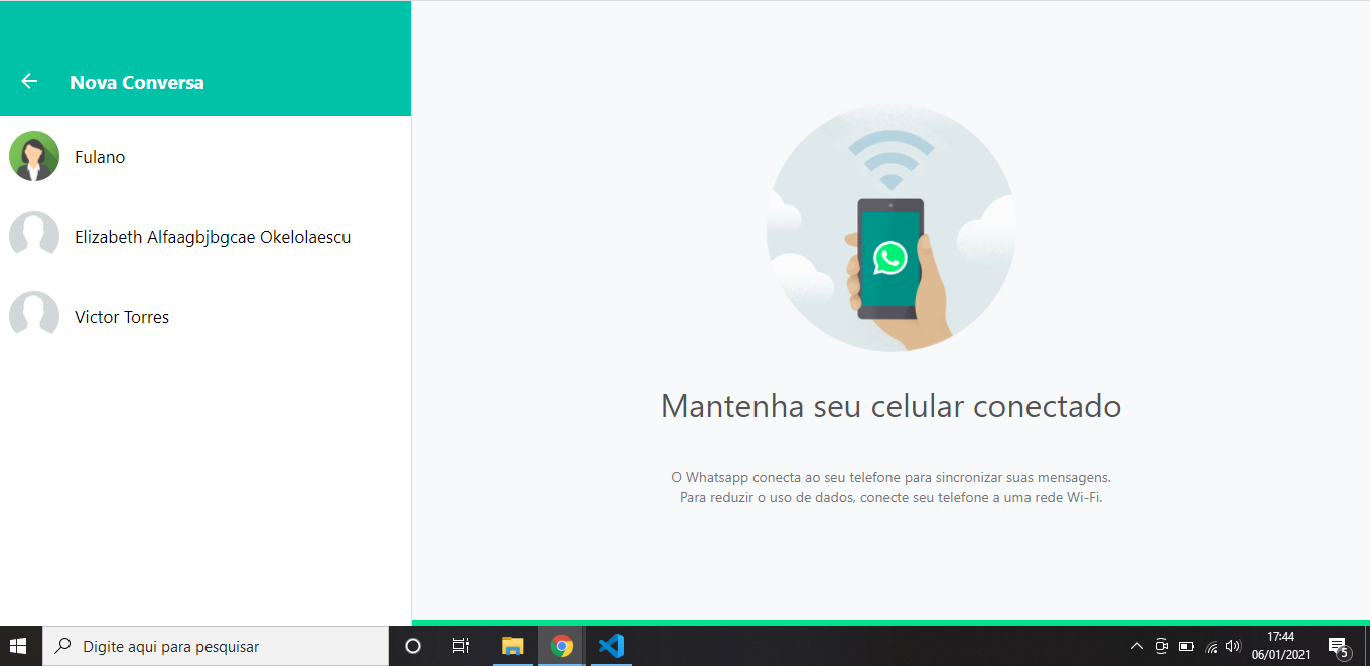 Nova Conversa
Fulano
Elizabeth Alfaagbjbgcae Okelolaescu
Victor Torres
Mantenha seu celular conectado
O Whatsapp conecta ao seu telefone para sincronizar suas mensagens.
Para reduzir o uso de dados, conecte seu telefone a uma rede Wi-Fi.
Digite aqui para pesquisar
17:44
06/01/2021
5